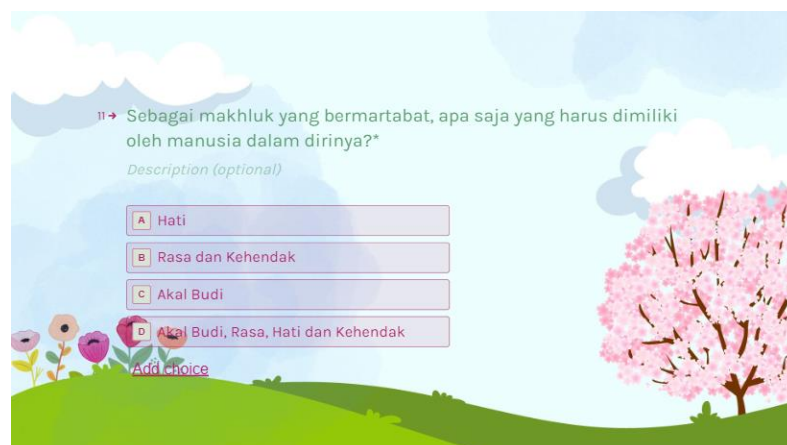 11→ Sebagai makhluk yang bermartabat, apa saja yang harus dimiliki
oleh manusia dalam dirinya?*
Description (optional)
A Hati
B Rasa dan Kehendak
C Akal Budi
D Akal Budi, Rasa, Hati dan Kehendak
Add choice